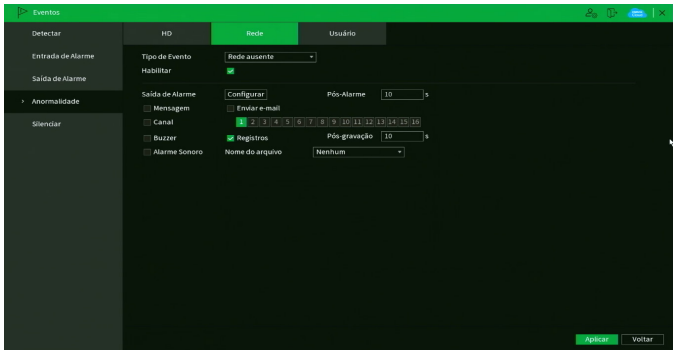 Eventos
Detectar
Entrada de Alarme
Saída de Alarme
> Anormalidade
Silenciar
HD Rede Usuário
Tipo de Evento Rede ausente
Habilitar
Saída de Alarme Configurar Pós-Alarme 10 s
Mensagem Enviar e-mail
Canal 1 2 3 4 5 6 7 8 9 10 11 12 13 14 15 16
Buzzer Registros Pós-gravação 10 s
Alarme Sonoro Nome do arquivo Nenhum
Aplicar Voltar